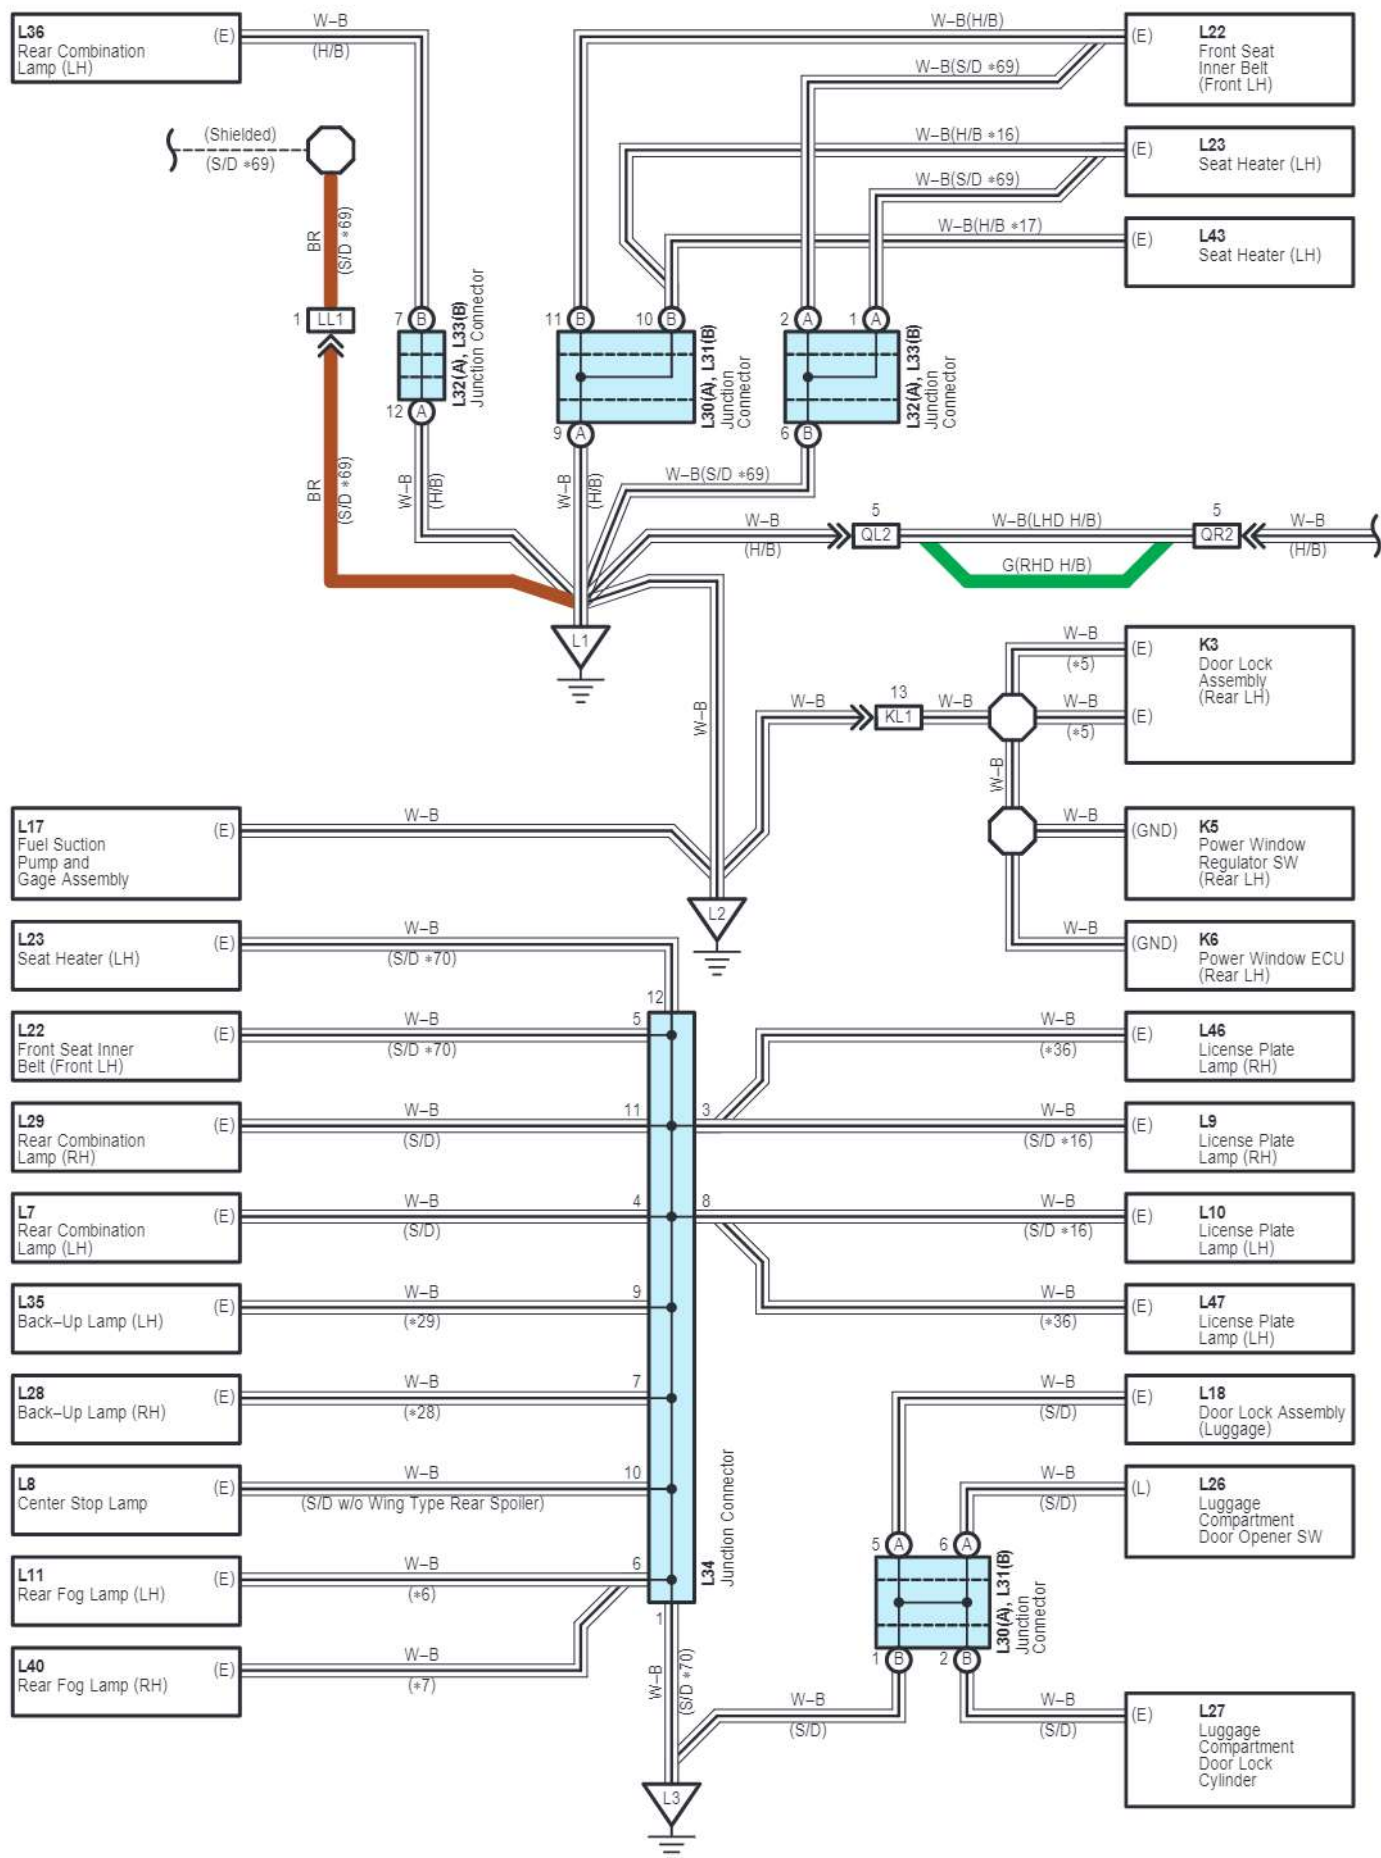 L36
Rear Combination
Lamp (LH)
(E)
W–B
(H/B)
W–B(H/B)
W–B(S/D *69)
(E)
L22
Front Seat
Inner Belt
(Front LH)
(Shielded)
(S/D *69)
W–B(H/B *16)
W–B(S/D *69)
(E)
L23
Seat Heater (LH)
W–B(H/B *17)
(E)
L43
Seat Heater (LH)
BR
(S/D *69)
1
LL1
7
B
12
A
L32(A), L33(B)
Junction Connector
11
B
10
B
9
A
L30(A), L31(B)
Junction
Connector
2
A
1
A
6
B
L32(A), L33(B)
Junction
Connector
BR
(S/D *69)
W–B
(H/B)
W–B
(H/B)
W–B(S/D *69)
W–B
(H/B)
5
QL2
W–B(LHD H/B)
G(RHD H/B)
5
QR2
W–B
(H/B)
L1
W–B
W–B
13
KL1
W–B
W–B
(*5)
(E)
W–B
(*5)
(E)
K3
Door Lock
Assembly
(Rear LH)
W–B
L17
Fuel Suction
Pump and
Gage Assembly
(E)
W–B
W–B
(GND)
K5
Power Window
Regulator SW
(Rear LH)
L2
W–B
(GND)
K6
Power Window ECU
(Rear LH)
L23
Seat Heater (LH)
(E)
W–B
(S/D *70)
12
L22
Front Seat Inner
Belt (Front LH)
(E)
W–B
(S/D *70)
5
W–B
(*36)
(E)
L46
License Plate
Lamp (RH)
L29
Rear Combination
Lamp (RH)
(E)
W–B
(S/D)
11
3
W–B
(S/D *16)
(E)
L9
License Plate
Lamp (RH)
L7
Rear Combination
Lamp (LH)
(E)
W–B
(S/D)
4
8
W–B
(S/D *16)
(E)
L10
License Plate
Lamp (LH)
L35
Back–Up Lamp (LH)
(E)
W–B
(*29)
9
W–B
(*36)
(E)
L47
License Plate
Lamp (LH)
L28
Back–Up Lamp (RH)
(E)
W–B
(*28)
7
W–B
(S/D)
(E)
L18
Door Lock Assembly
(Luggage)
L8
Center Stop Lamp
(E)
W–B
(S/D w/o Wing Type Rear Spoiler)
10
W–B
(S/D)
(L)
L26
Luggage
Compartment
Door Opener SW
L11
Rear Fog Lamp (LH)
(E)
W–B
(*6)
6
L34
Junction Connector
1
5
A
6
A
1
B
2
B
L30(A), L31(B)
Junction
Connector
L40
Rear Fog Lamp (RH)
(E)
W–B
(*7)
W–B
(S/D *70)
W–B
(S/D)
W–B
(S/D)
(E)
L27
Luggage
Compartment
Door Lock
Cylinder
L3